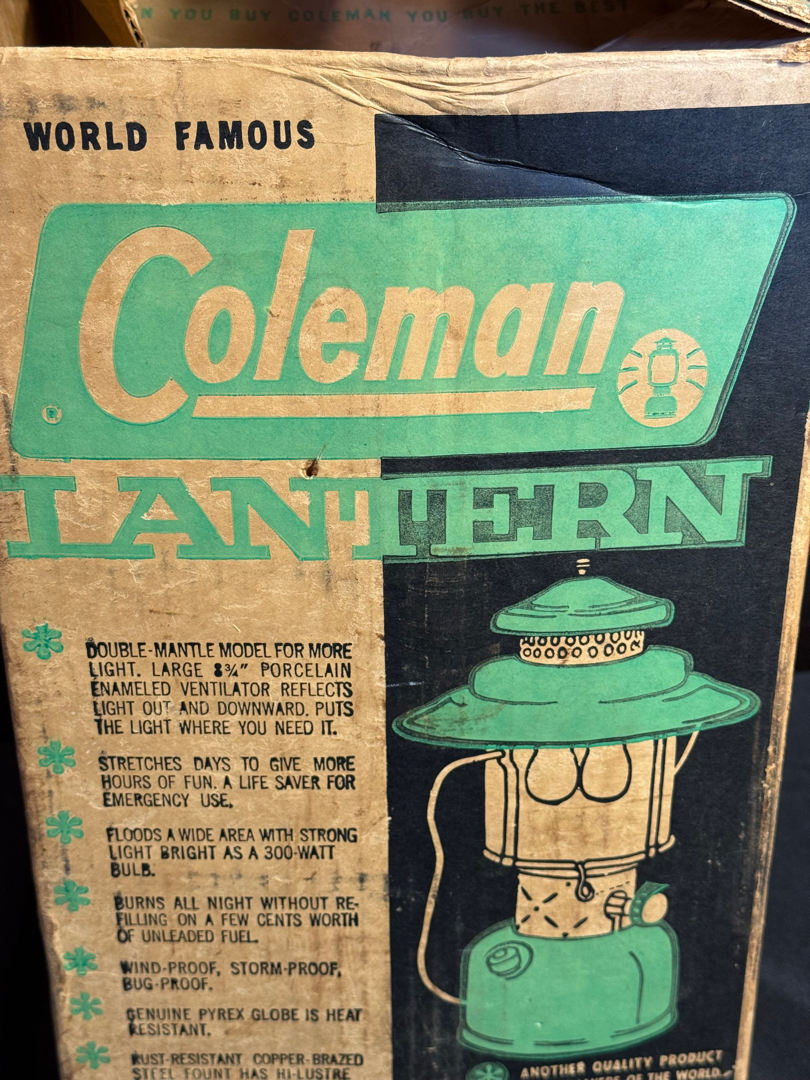 N YOU BUY COLEMAN YOU BUY THE BEST
WORLD FAMOUS
Coleman
LANTERN
DOUBLE-MANTLE MODEL FOR MORE
LIGHT. LARGE 8¾" PORCELAIN
ENAMELED VENTILATOR REFLECTS
LIGHT OUT AND DOWNWARD. PUTS
THE LIGHT WHERE YOU NEED IT.
STRETCHES DAYS TO GIVE MORE
HOURS OF FUN. A LIFE SAVER FOR
EMERGENCY USE.
FLOODS A WIDE AREA WITH STRONG
LIGHT BRIGHT AS A 300-WATT
BULB.
BURNS ALL NIGHT WITHOUT RE-
FILLING ON A FEW CENTS WORTH
OF UNLEADED FUEL.
WIND-PROOF, STORM-PROOF,
BUG-PROOF.
GENUINE PYREX GLOBE IS HEAT
RESISTANT.
RUST-RESISTANT COPPER-BRAZED
STEEL FOUNT HAS HI-LUSTRE
ANOTHER QUALITY PRODUCT
OF THE WORLD